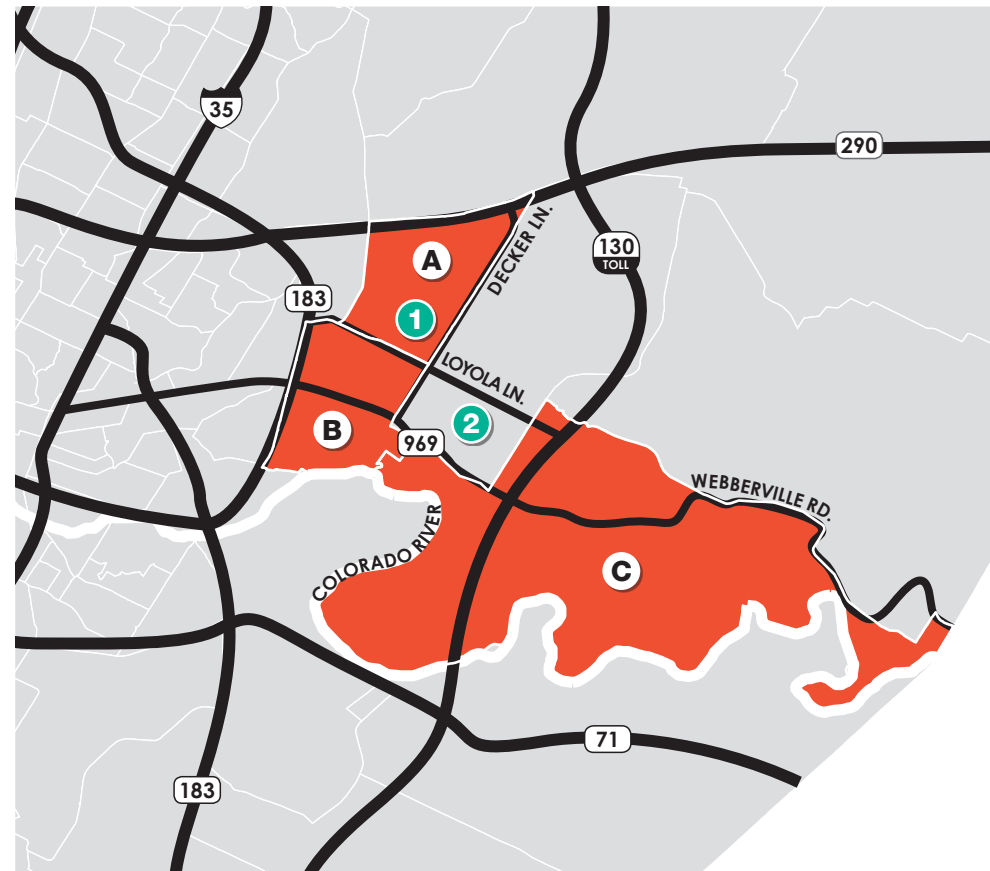 35
290
DECKER LN.
130
TOLL
A
183
1
LOYOLA LN.
B
2
969
WEBBERVILLE RD.
COLORADO RIVER
C
71
183